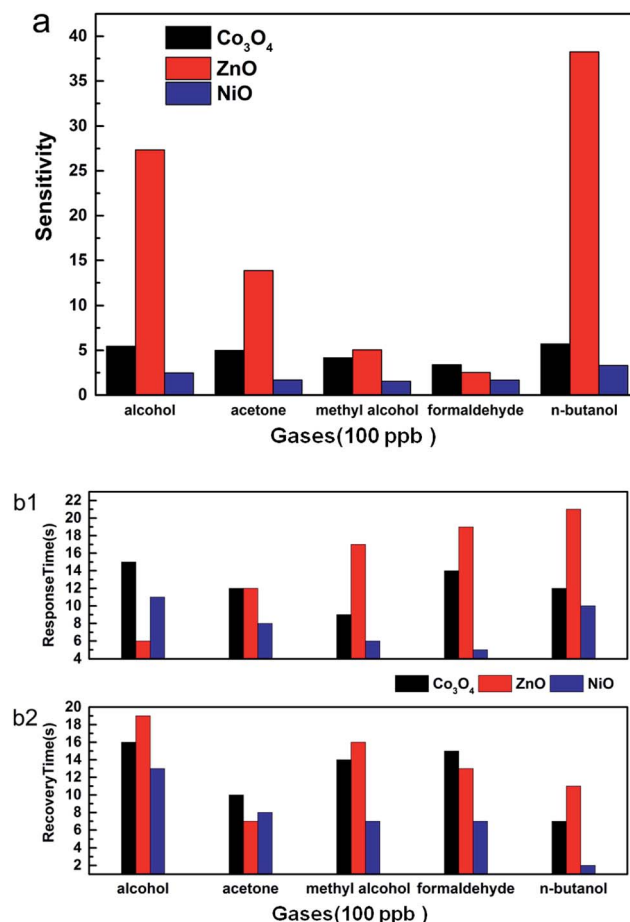 a
Co₃O₄
ZnO
NiO
40
35
30
25
20
15
10
5
0
Sensitivity
alcohol acetone methyl alcohol formaldehyde n-butanol
Gases(100 ppb )
b1
22
20
18
16
14
12
10
8
6
4
ResponseTime(s)
Co₃O₄ ZnO NiO
b2
20
18
16
14
12
10
8
6
4
2
RecoveryTime(s)
alcohol acetone methyl alcohol formaldehyde n-butanol
Gases(100 ppb )